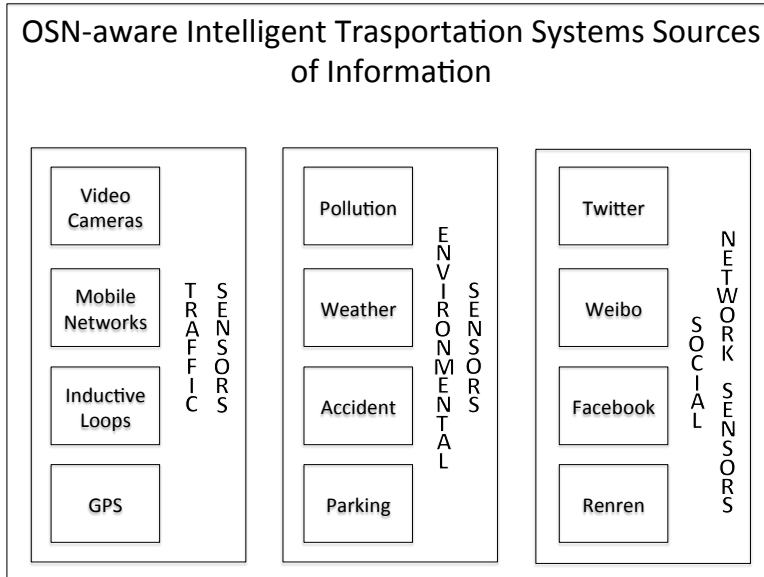 OSN-aware Intelligent Trasportation Systems Sources
of Information
Video
Cameras
Mobile
Networks
Inductive
Loops
GPS
TRAFFIC
SENSORS
Pollution
Weather
Accident
Parking
ENVIRONMENTAL
SENSORS
Twitter
Weibo
Facebook
Renren
SOCIAL
NETWORK SENSORS